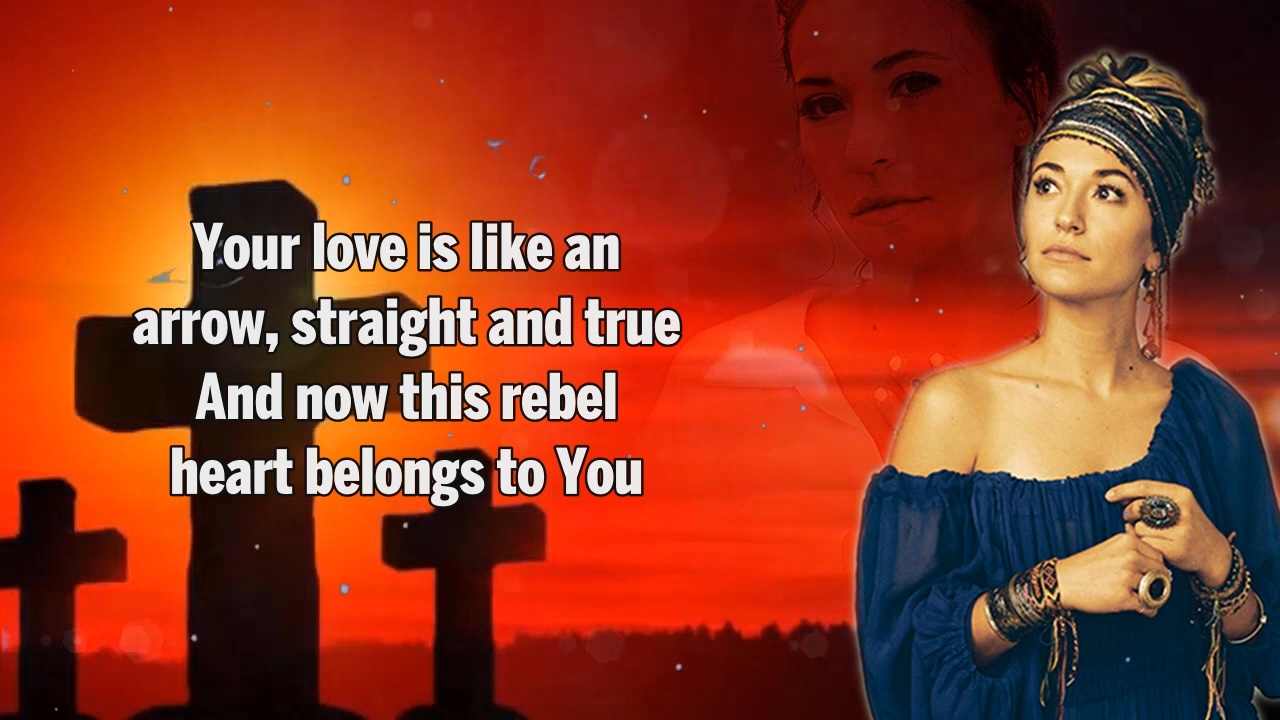 Your love is like an
arrow, straight and true
And now this rebel
heart belongs to You